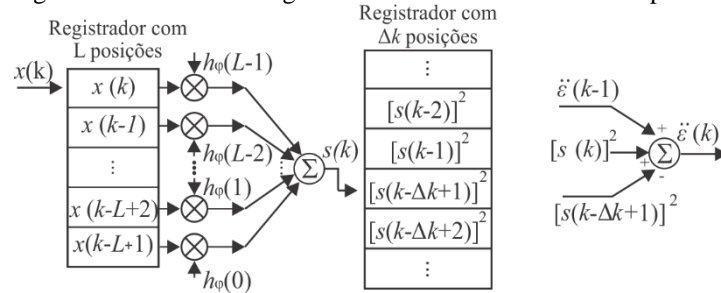 Registrador com
L posições
x(k)
x (k)
x (k-1)
⋮
x (k-L+2)
x(k-L+1)
hφ(L-1)
hφ(L-2)
hφ(1)
hφ(0)
Σ
s(k)
Registrador com
Δk posições
⋮
[s(k-2)]²
[s(k-1)]²
[s(k-Δk+1)]²
[s(k-Δk+2)]²
⋮
ε̈ (k-1)
[s (k)]²
[s(k-Δk+1)]²
+
+
-
Σ
ε̈ (k)